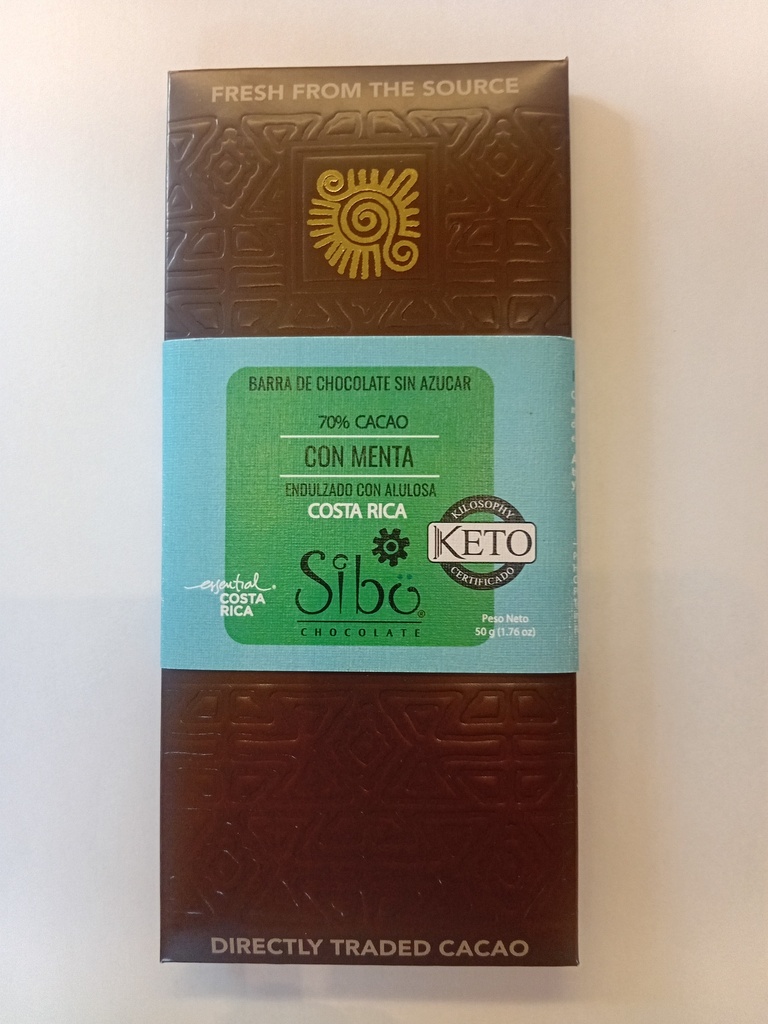 FRESH FROM THE SOURCE
BARRA DE CHOCOLATE SIN AZUCAR
70% CACAO
CON MENTA
ENDULZADO CON ALULOSA
COSTA RICA
KILOSOPHY
KETO
CERTIFICADO
Sibö®
CHOCOLATE
essential
COSTA
RICA
Peso Neto
50 g (1.76 oz)
DIRECTLY TRADED CACAO